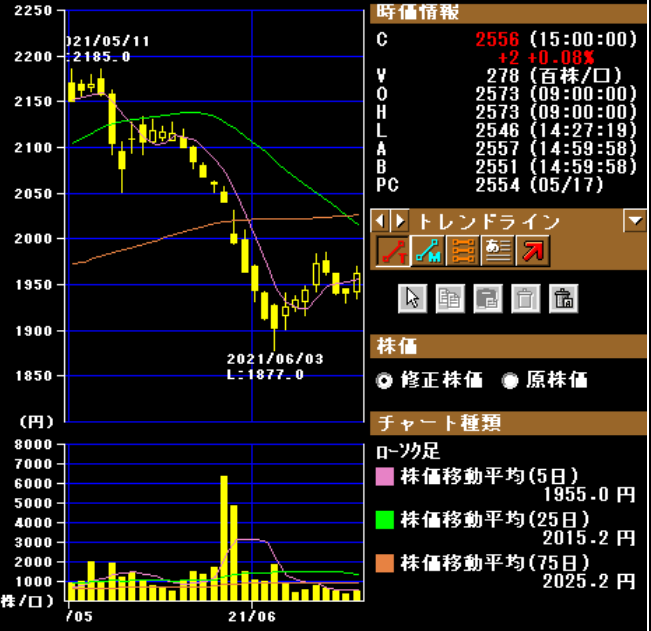 2250
2200
2150
2100
2050
2000
1950
1900
1850
(円)
8000
7000
6000
5000
4000
3000
2000
1000
株/口)
021/05/11
:2185.0
2021/06/03
L:1877.0
/05
21/06
時価情報
C 2556 (15:00:00)
+2 +0.08%
V 278 (百株/口)
O 2573 (09:00:00)
H 2573 (09:00:00)
L 2546 (14:27:19)
A 2557 (14:59:58)
B 2551 (14:59:58)
PC 2554 (05/17)
トレンドライン
T M あ
株価
修正株価 原株価
チャート種類
ローソク足
株価移動平均(5日)
1955.0 円
株価移動平均(25日)
2015.2 円
株価移動平均(75日)
2025.2 円